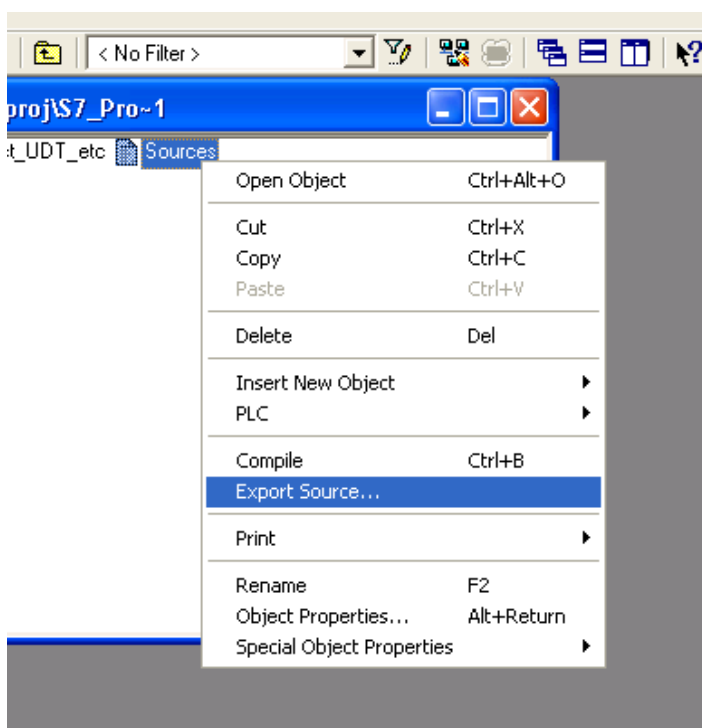 < No Filter >
proj\S7_Pro~1
t_UDT_etc Sources
Open Object Ctrl+Alt+O
Cut Ctrl+X
Copy Ctrl+C
Paste Ctrl+V
Delete Del
Insert New Object
PLC
Compile Ctrl+B
Export Source...
Print
Rename F2
Object Properties... Alt+Return
Special Object Properties